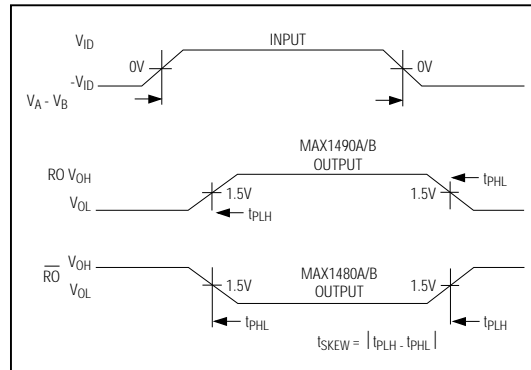 V_ID INPUT
0V 0V
-V_ID
V_A - V_B
MAX1490A/B
OUTPUT
RO V_OH t_PHL
1.5V 1.5V
V_OL t_PLH
V_OH
R̅O̅ 1.5V MAX1480A/B 1.5V
V_OL OUTPUT
t_PHL t_PLH
t_SKEW = | t_PLH - t_PHL |